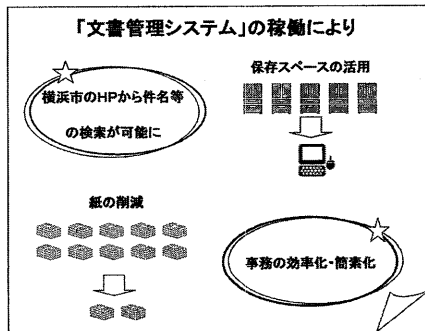 「文書管理システム」の稼働により
横浜市のHPから件名等
の検索が可能に
保存スペースの活用
紙の削減
事務の効率化・簡素化